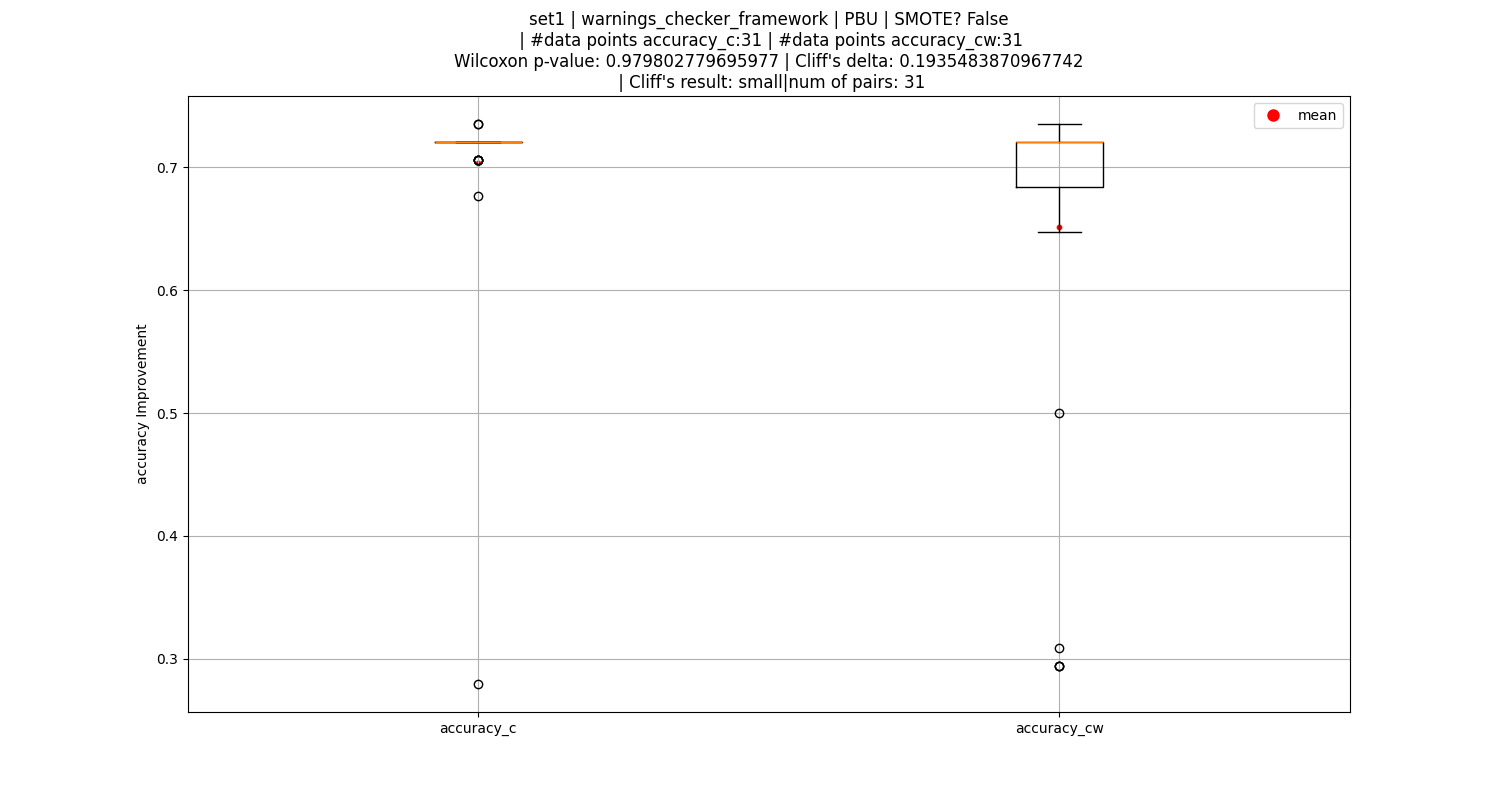 set1 | warnings_checker_framework | PBU | SMOTE? False
| #data points accuracy_c:31 | #data points accuracy_cw:31
Wilcoxon p-value: 0.979802779695977 | Cliff's delta: 0.1935483870967742
| Cliff's result: small|num of pairs: 31
mean
0.7
0.6
0.5
0.4
0.3
accuracy Improvement
accuracy_c
accuracy_cw